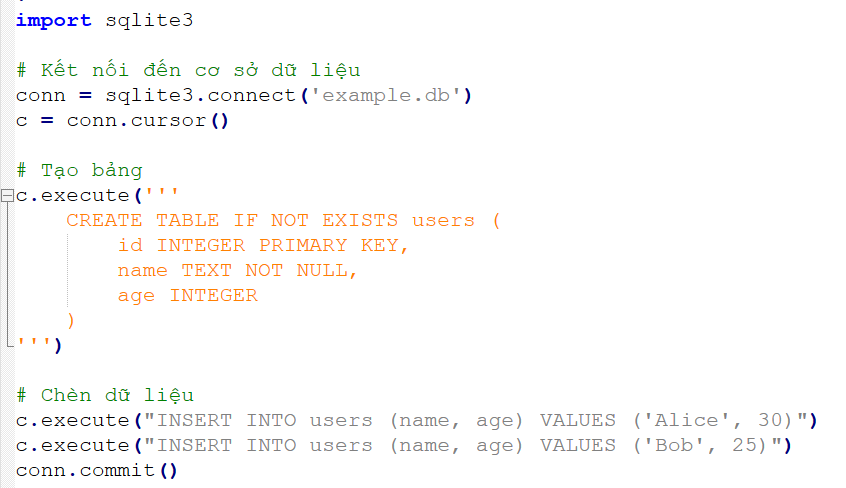 import sqlite3
# Kết nối đến cơ sở dữ liệu
conn = sqlite3.connect('example.db')
c = conn.cursor()
# Tạo bảng
c.execute('''
    CREATE TABLE IF NOT EXISTS users (
        id INTEGER PRIMARY KEY,
        name TEXT NOT NULL,
        age INTEGER
    )
''')
# Chèn dữ liệu
c.execute("INSERT INTO users (name, age) VALUES ('Alice', 30)")
c.execute("INSERT INTO users (name, age) VALUES ('Bob', 25)")
conn.commit()